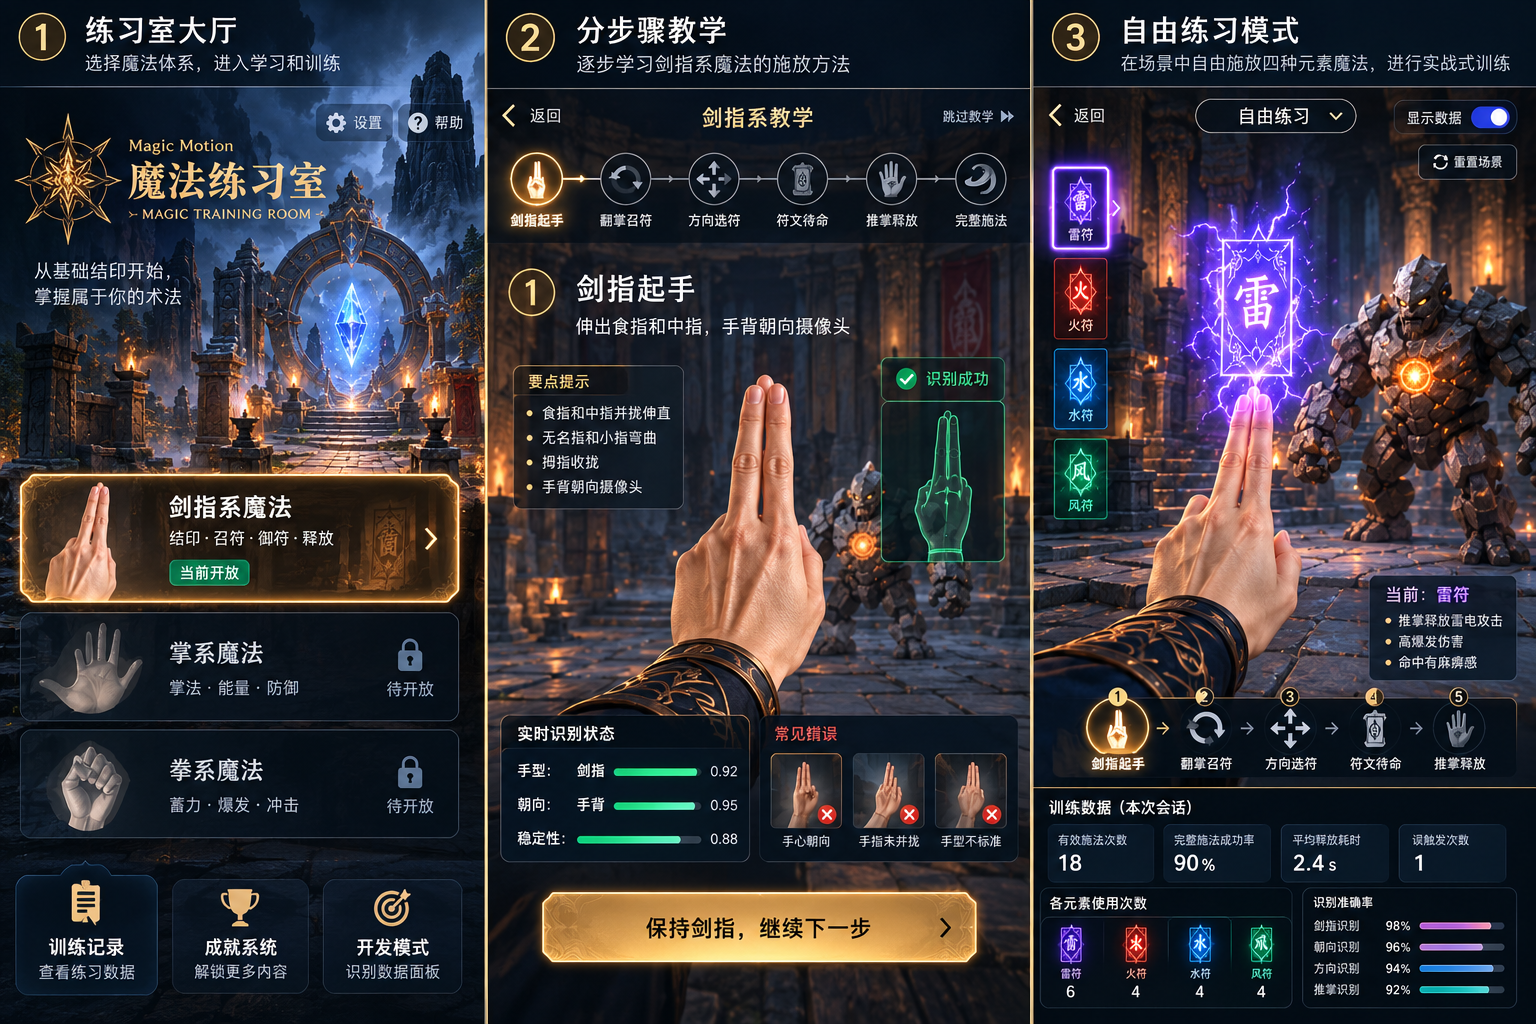 1 练习室大厅
选择魔法体系，进入学习和训练
设置
帮助
Magic Motion
魔法练习室
MAGIC TRAINING ROOM
从基础结印开始，
掌握属于你的术法
剑指系魔法
结印·召符·御符·释放
当前开放
掌系魔法
掌法·能量·防御
待开放
拳系魔法
蓄力·爆发·冲击
待开放
训练记录
查看练习数据
成就系统
解锁更多内容
开发模式
识别数据面板
2 分步骤教学
逐步学习剑指系魔法的施放方法
返回
剑指系教学
跳过教学
剑指起手
翻掌召符
方向选符
符文待命
推掌释放
完整施法
1 剑指起手
伸出食指和中指，手背朝向摄像头
要点提示
食指和中指并拢伸直
无名指和小指弯曲
拇指收拢
手背朝向摄像头
识别成功
实时识别状态
手型： 剑指 0.92
朝向： 手背 0.95
稳定性： 0.88
常见错误
手心朝向
手指未并拢
手型不标准
保持剑指，继续下一步
3 自由练习模式
在场景中自由施放四种元素魔法，进行实战式训练
返回
自由练习
显示数据
重置场景
雷
雷符
火
火符
水
水符
风
风符
雷
当前：雷符
推掌释放雷电攻击
高爆发伤害
命中有麻痹感
1
剑指起手
2
翻掌召符
3
方向选符
4
符文待命
5
推掌释放
训练数据（本次会话）
有效施法次数
18
完整施法成功率
90%
平均释放耗时
2.4 s
误触发次数
1
各元素使用次数
雷
雷符
6
火符
4
水
水符
4
风符
4
识别准确率
剑指识别 98%
朝向识别 96%
方向识别 94%
推掌识别 92%